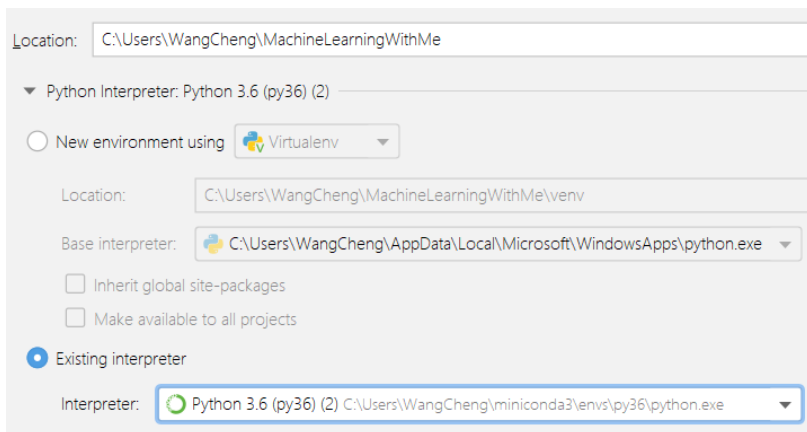 Location: C:\Users\WangCheng\MachineLearningWithMe
Python Interpreter: Python 3.6 (py36) (2)
New environment using Virtualenv
Location: C:\Users\WangCheng\MachineLearningWithMe\venv
Base interpreter: C:\Users\WangCheng\AppData\Local\Microsoft\WindowsApps\python.exe
Inherit global site-packages
Make available to all projects
Existing interpreter
Interpreter: Python 3.6 (py36) (2) C:\Users\WangCheng\miniconda3\envs\py36\python.exe